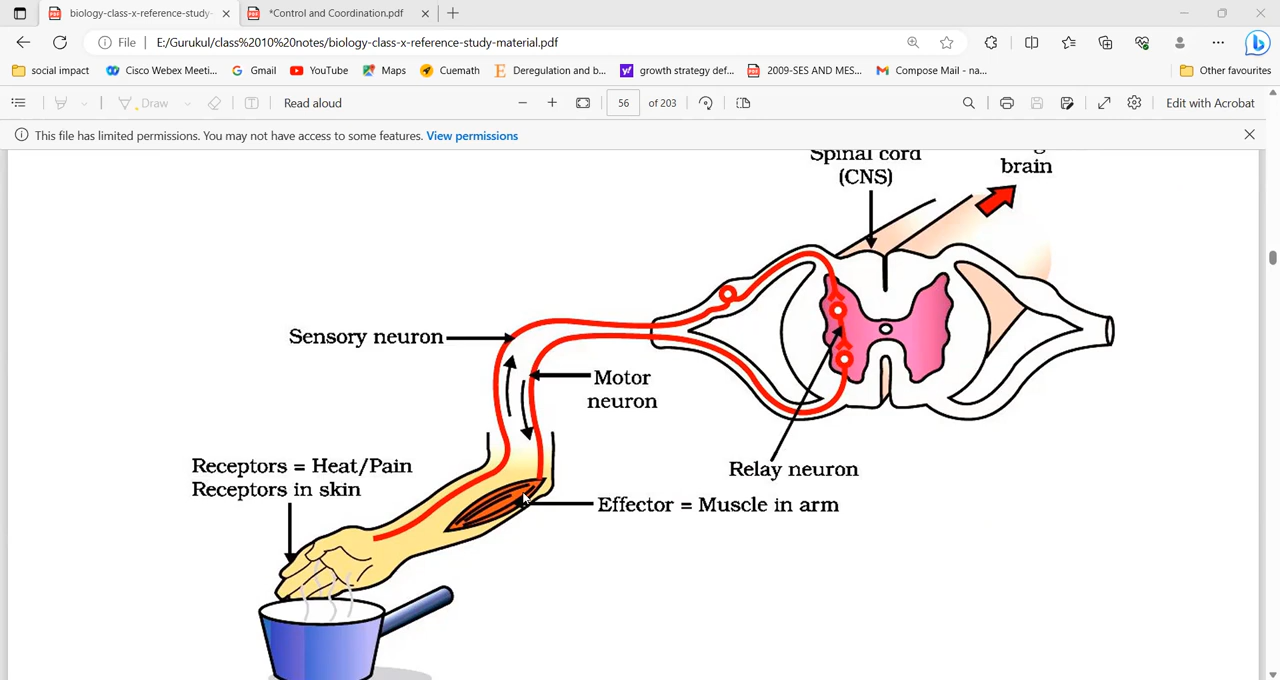 biology-class-x-reference-study-
*Control and Coordination.pdf
File
E:/Gurukul/class%2010%20notes/biology-class-x-reference-study-material.pdf
social impact
Cisco Webex Meeti...
Gmail
YouTube
Maps
Cuemath
Deregulation and b...
growth strategy def...
2009-SES AND MES...
Compose Mail - na...
Other favourites
Draw
Read aloud
56
of 203
Edit with Acrobat
This file has limited permissions. You may not have access to some features. View permissions
Spinal cord
(CNS)
brain
Sensory neuron
Motor
neuron
Relay neuron
Receptors = Heat/Pain
Receptors in skin
Effector = Muscle in arm